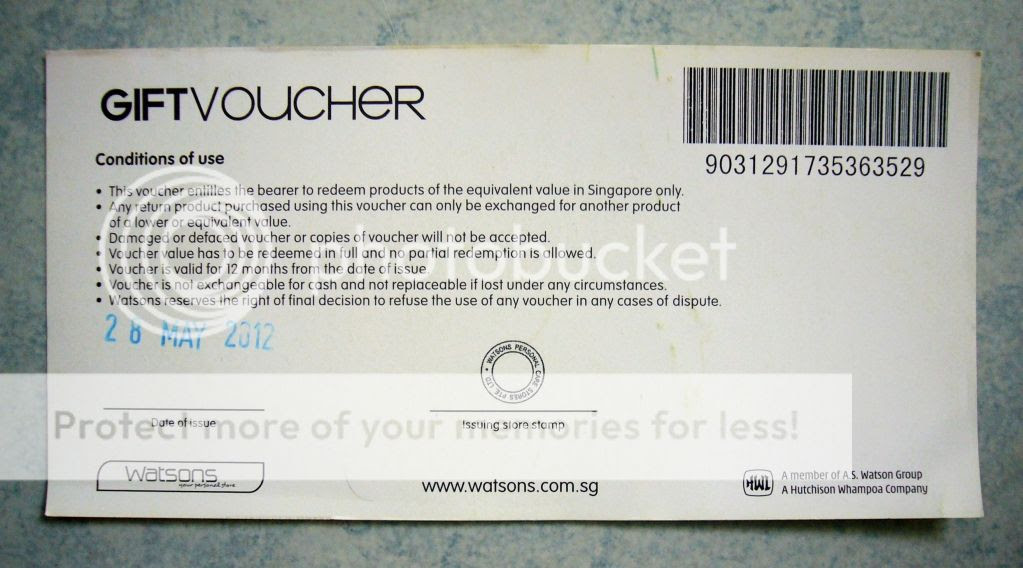 GIFTVOUCHER
9031291735363529
Conditions of use
• This voucher entitles the bearer to redeem products of the equivalent value in Singapore only.
• Any return product purchased using this voucher can only be exchanged for another product
of a lower or equivalent value.
• Damaged or defaced voucher or copies of voucher will not be accepted.
• Voucher value has to be redeemed in full and no partial redemption is allowed.
• Voucher is valid for 12 months from the date of issue
• Voucher is not exchangeable for cash and not replaceable if lost under any circumstances.
• Watsons reserves the right of final decision to refuse the use of any voucher in any cases of dispute.
photobucket
28 MAY 2012
• WATSONS PERSONAL CARE STORES PTE LTD
Protect more of your memories for less!
Date of issue
Issuing store stamp
watsons
your personal store
www.watsons.com.sg
HWL
A member of A.S. Watson Group
A Hutchison Whampoa Company